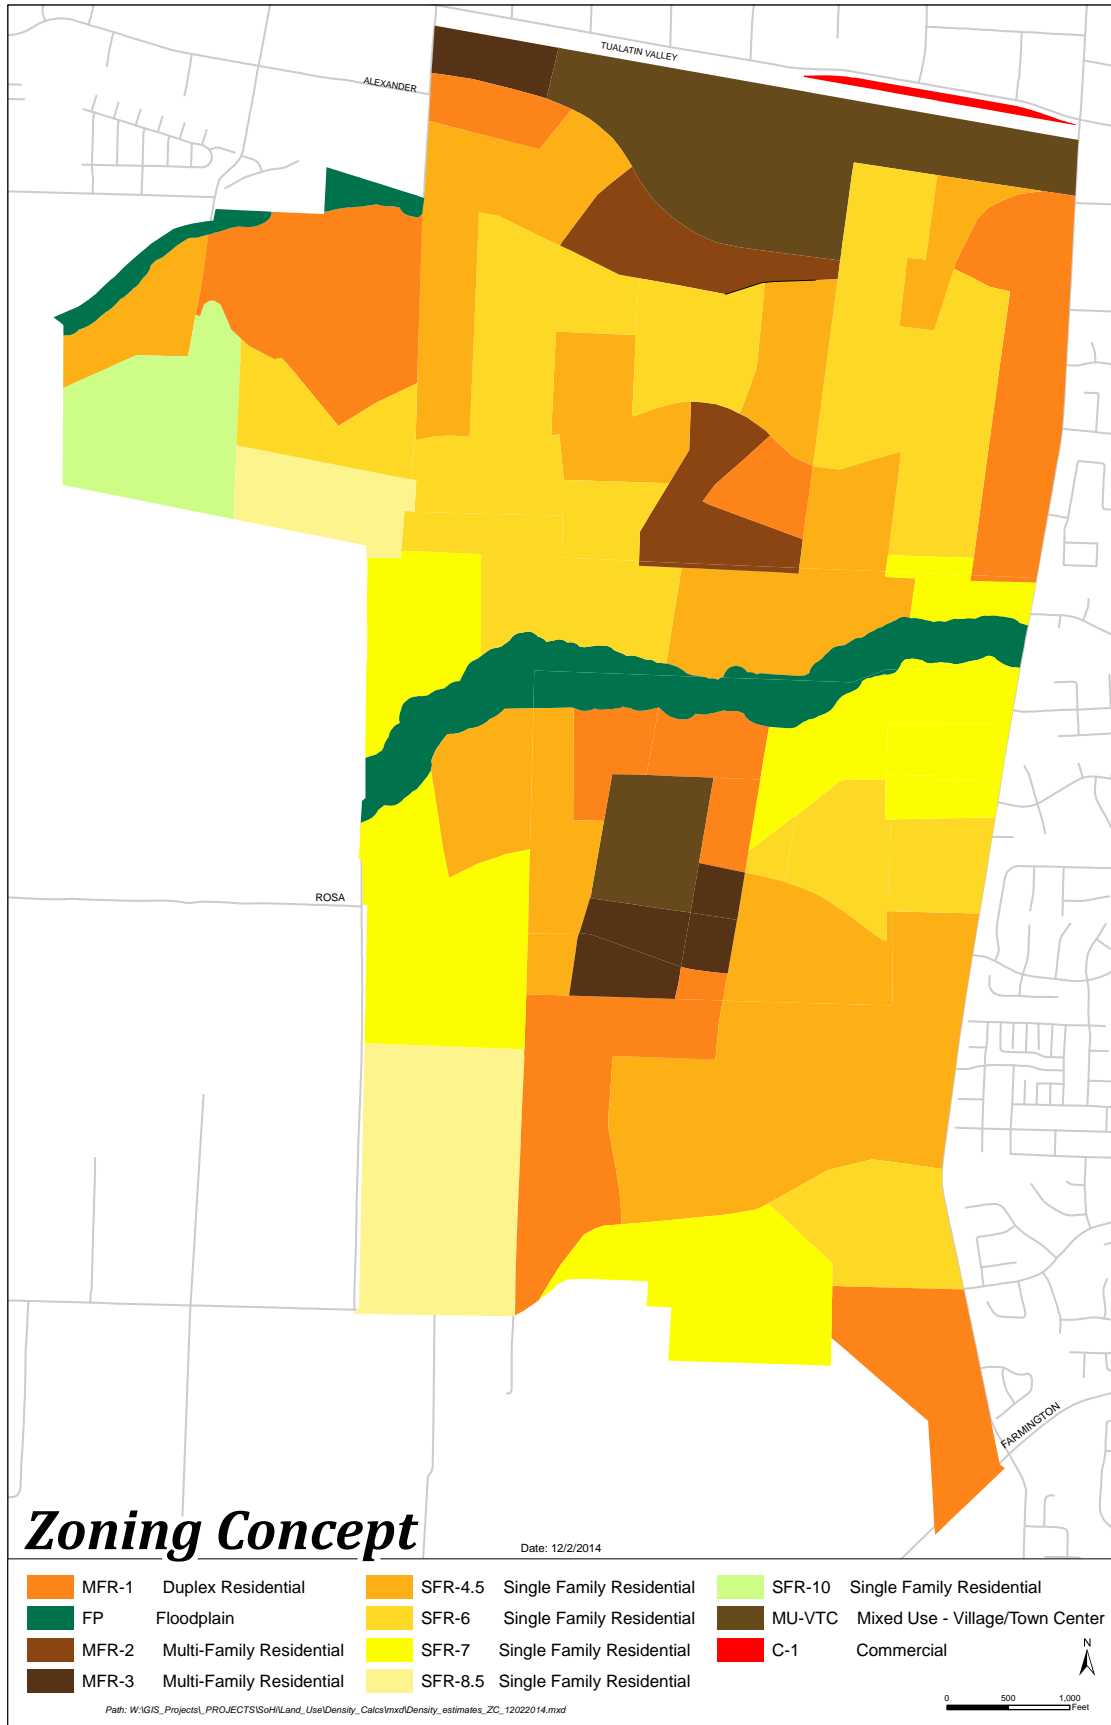 TUALATIN VALLEY
ALEXANDER
ROSA
FARMINGTON
Zoning Concept
Date: 12/2/2014
MFR-1 Duplex Residential
FP Floodplain
MFR-2 Multi-Family Residential
MFR-3 Multi-Family Residential
SFR-4.5 Single Family Residential
SFR-6 Single Family Residential
SFR-7 Single Family Residential
SFR-8.5 Single Family Residential
SFR-10 Single Family Residential
MU-VTC Mixed Use - Village/Town Center
C-1 Commercial
N
0 500 1,000
Feet
Path: W:\GIS_Projects\_PROJECTS\SoHi\Land_Use\Density_Calcs\mxd\Density_estimates_ZC_12022014.mxd